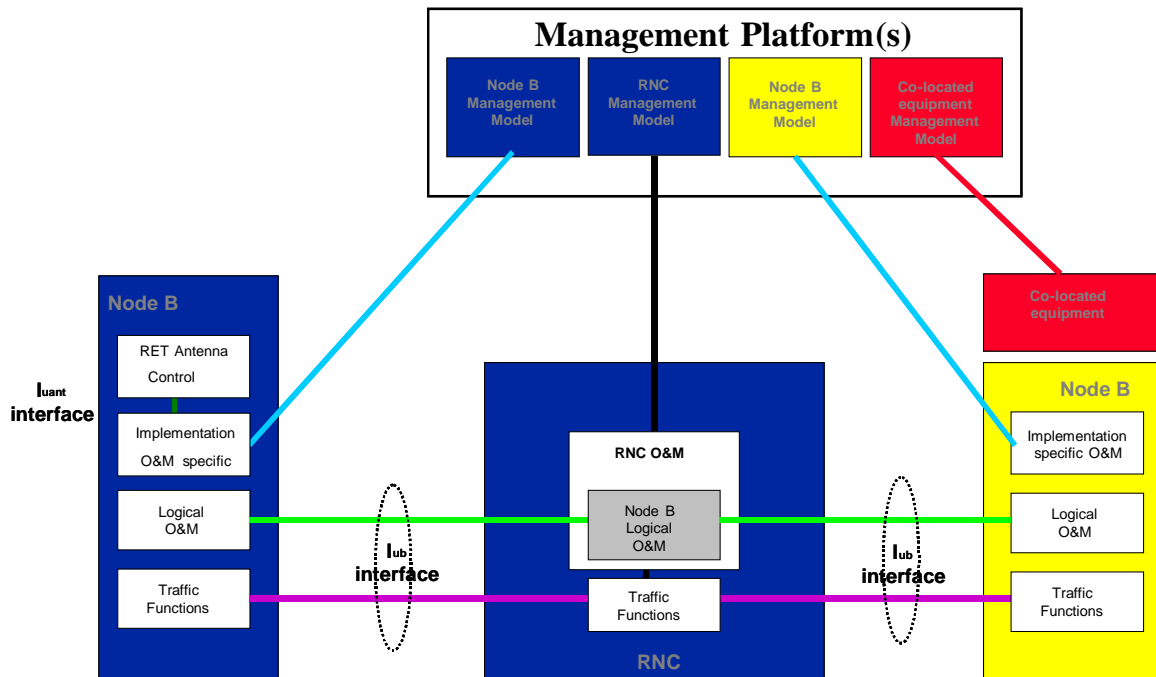 Management Platform(s)
Node B
Management
Model
RNC
Management
Model
Node B
Management
Model
Co-located
equipment
Management
Model
Node B
RET Antenna
Control
Iuant
interface
Implementation
O&M specific
Logical
O&M
Traffic
Functions
Iub
interface
RNC O&M
Node B
Logical
O&M
Traffic
Functions
RNC
Iub
interface
Co-located
equipment
Node B
Implementation
specific O&M
Logical
O&M
Traffic
Functions